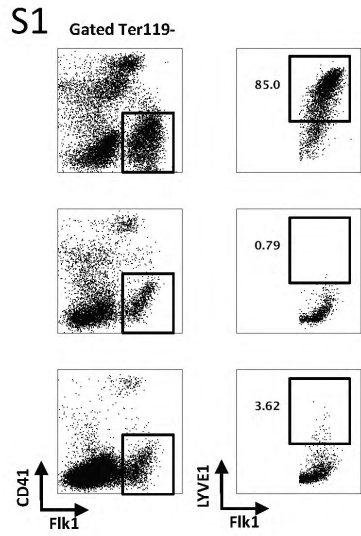 S1
Gated Ter119-
85.0
0.79
3.62
CD41
Flk1
LYVE1
Flk1